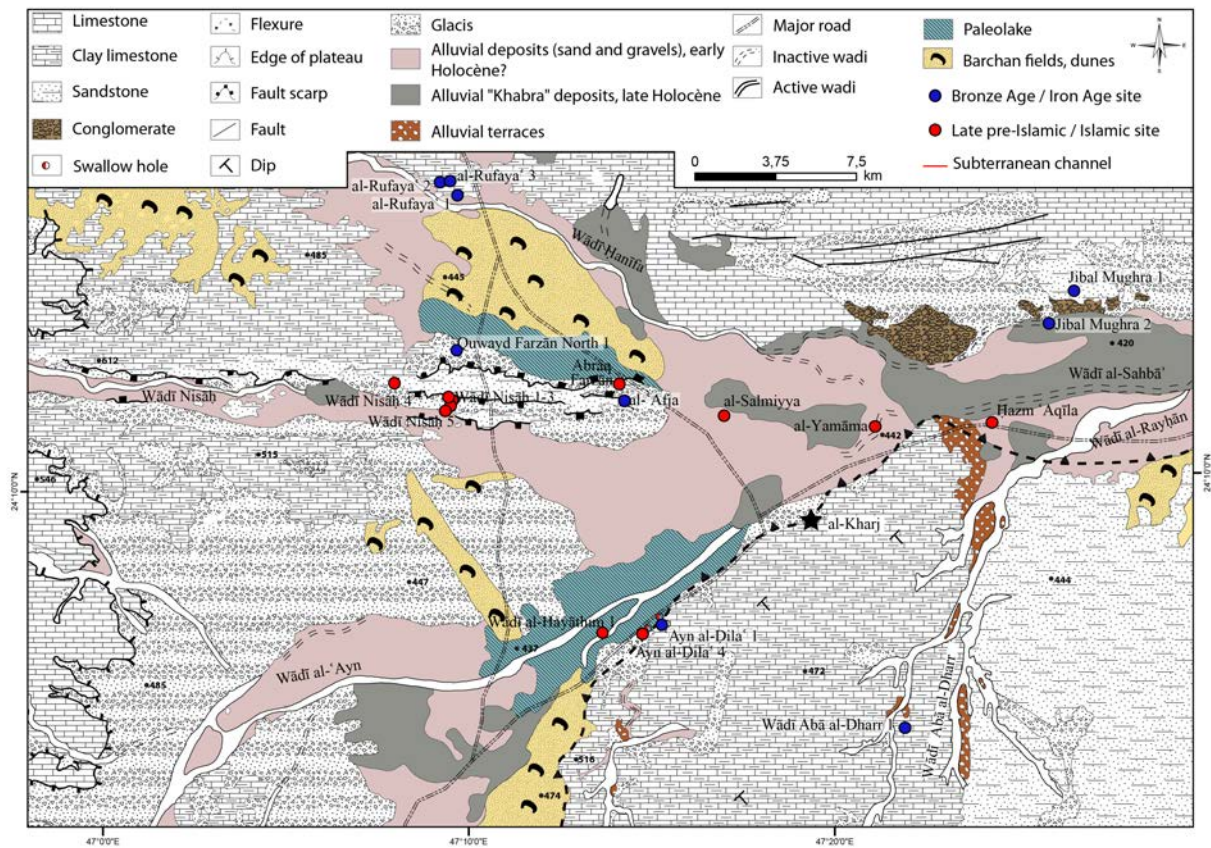 Limestone
Clay limestone
Sandstone
Conglomerate
Swallow hole
Flexure
Edge of plateau
Fault scarp
Fault
Dip
Glacis
Alluvial deposits (sand and gravels), early
Holocène?
Alluvial "Khabra" deposits, late Holocène
Alluvial terraces
Major road
Inactive wadi
Active wadi
0 3,75 7,5
km
Paleolake
Barchan fields, dunes
Bronze Age / Iron Age site
Late pre-Islamic / Islamic site
Subterranean channel
N
W E
S
al-Rufaya‘ 2
al-Rufaya‘ 3
al-Rufaya‘ 1
Wādī Ḥanīfa
485
445
Jibal Mughra 1
Jibal Mughra 2
420
Quwayd Farzān North 1
612
Abraq
Farzān
Wādī al-Sahbā’
Wādī Nisāḥ
Wādī Nisāḥ 4
Wādī Nisāḥ 1-3
al-‘Afja
Wādī Nisāḥ 5
al-Salmiyya
al-Yamāma
442
Ḥazm ‘Aqīla
Wādī al-Rayḥān
515
546
24°10'0"N
24°10'0"N
al-Kharj
447
444
Wādī al-Hayāthim 1
437
Ayn al-Dila‘ 1
Ayn al-Dila‘ 4
Wādī al-‘Ayn
485
472
Wādī Abā al-Dharr 1
Wādī Abā al-Dharr
516
474
47°0'0"E
47°10'0"E
47°20'0"E